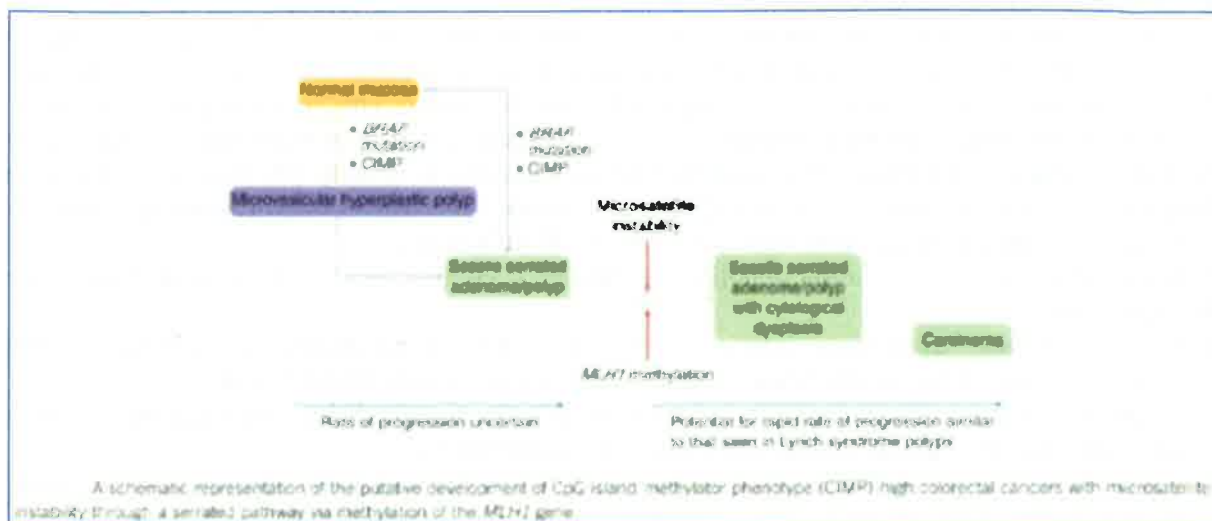 Normal mucosa
• BRAF
mutation
• CIMP
• BRAF
mutation
• CIMP
Microvesicular hyperplastic polyp
Microsatellite
instability
Sessile serrated
adenoma/polyp
Sessile serrated
adenoma/polyp
with cytological
dysplasia
Carcinoma
MLH1 methylation
Rate of progression uncertain
Potential for rapid rate of progression similar
to that seen in Lynch syndrome polyps
A schematic representation of the putative development of CpG island methylator phenotype (CIMP) high colorectal cancers with microsatellite
instability through a serrated pathway via methylation of the MLH1 gene